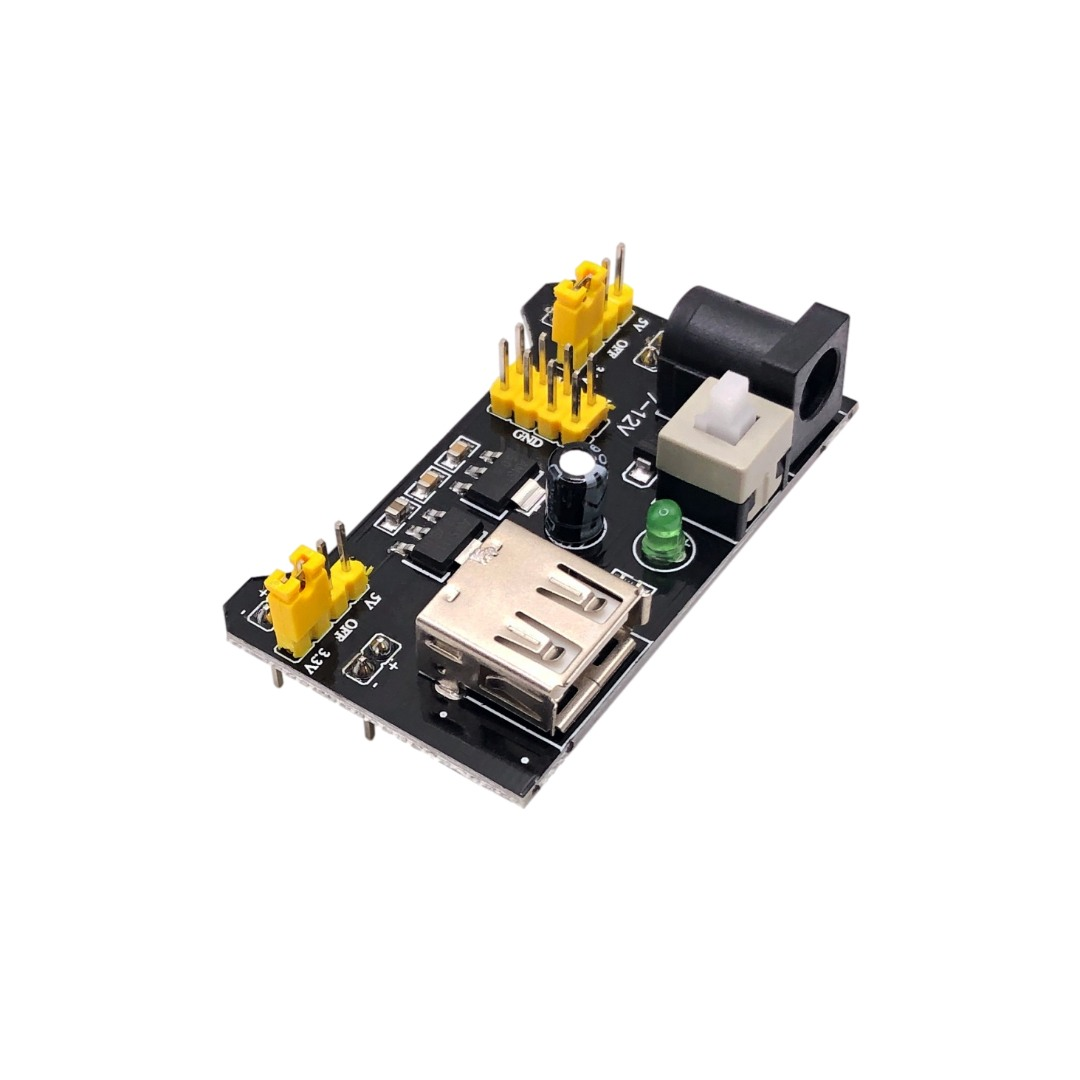 5V
OFF
7-12V
GND
5V
OFF
3.3V
+
-
+
-